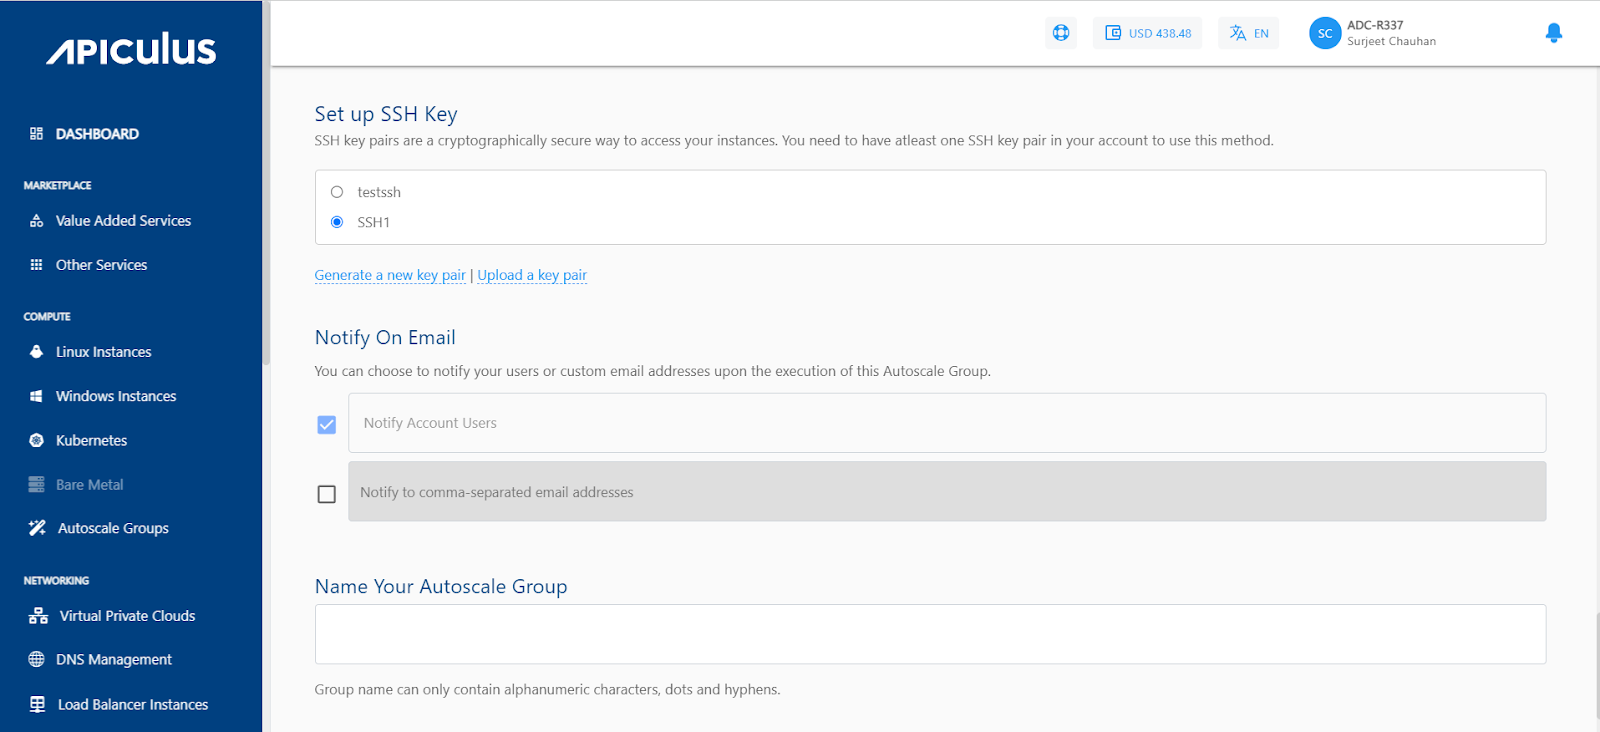 APICULUS
USD 438.48
EN
SC
ADC-R337
Surjeet Chauhan
DASHBOARD
MARKETPLACE
Value Added Services
Other Services
COMPUTE
Linux Instances
Windows Instances
Kubernetes
Bare Metal
Autoscale Groups
NETWORKING
Virtual Private Clouds
DNS Management
Load Balancer Instances
Set up SSH Key
SSH key pairs are a cryptographically secure way to access your instances. You need to have atleast one SSH key pair in your account to use this method.
testssh
SSH1
Generate a new key pair | Upload a key pair
Notify On Email
You can choose to notify your users or custom email addresses upon the execution of this Autoscale Group.
Notify Account Users
Notify to comma-separated email addresses
Name Your Autoscale Group
Group name can only contain alphanumeric characters, dots and hyphens.